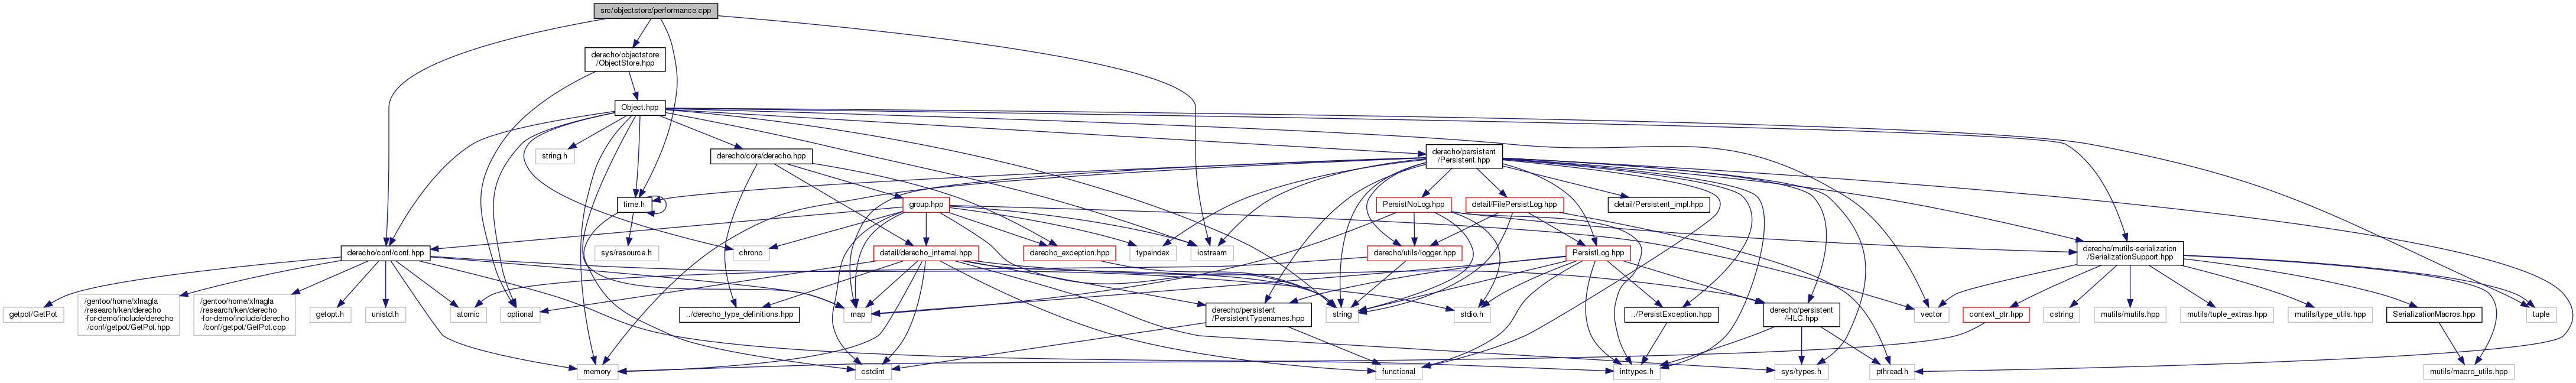 src/objectstore/performance.cpp
derecho/objectstore
/ObjectStore.hpp
Object.hpp
string.h
derecho/core/derecho.hpp
derecho/persistent
/Persistent.hpp
time.h
group.hpp
PersistNoLog.hpp
detail/FilePersistLog.hpp
detail/Persistent_impl.hpp
derecho/conf/conf.hpp
sys/resource.h
chrono
detail/derecho_internal.hpp
derecho_exception.hpp
typeindex
iostream
derecho/utils/logger.hpp
PersistLog.hpp
derecho/mutils-serialization
/SerializationSupport.hpp
getpot/GetPot
/gentoo/home/xlnagla
/research/ken/derecho
-for-demo/include/derecho
/conf/getpot/GetPot.hpp
/gentoo/home/xlnagla
/research/ken/derecho
-for-demo/include/derecho
/conf/getpot/GetPot.cpp
getopt.h
unistd.h
atomic
optional
../derecho_type_definitions.hpp
map
derecho/persistent
/PersistentTypenames.hpp
string
stdio.h
../PersistException.hpp
derecho/persistent
/HLC.hpp
vector
context_ptr.hpp
cstring
mutils/mutils.hpp
mutils/tuple_extras.hpp
mutils/type_utils.hpp
SerializationMacros.hpp
tuple
memory
cstdint
functional
inttypes.h
sys/types.h
pthread.h
mutils/macro_utils.hpp